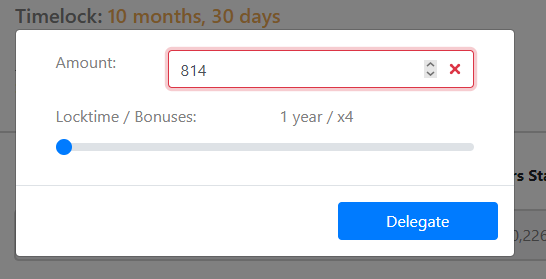 Timelock: 10 months, 30 days
Amount:
814
Locktime / Bonuses: 1 year / x4
Delegate